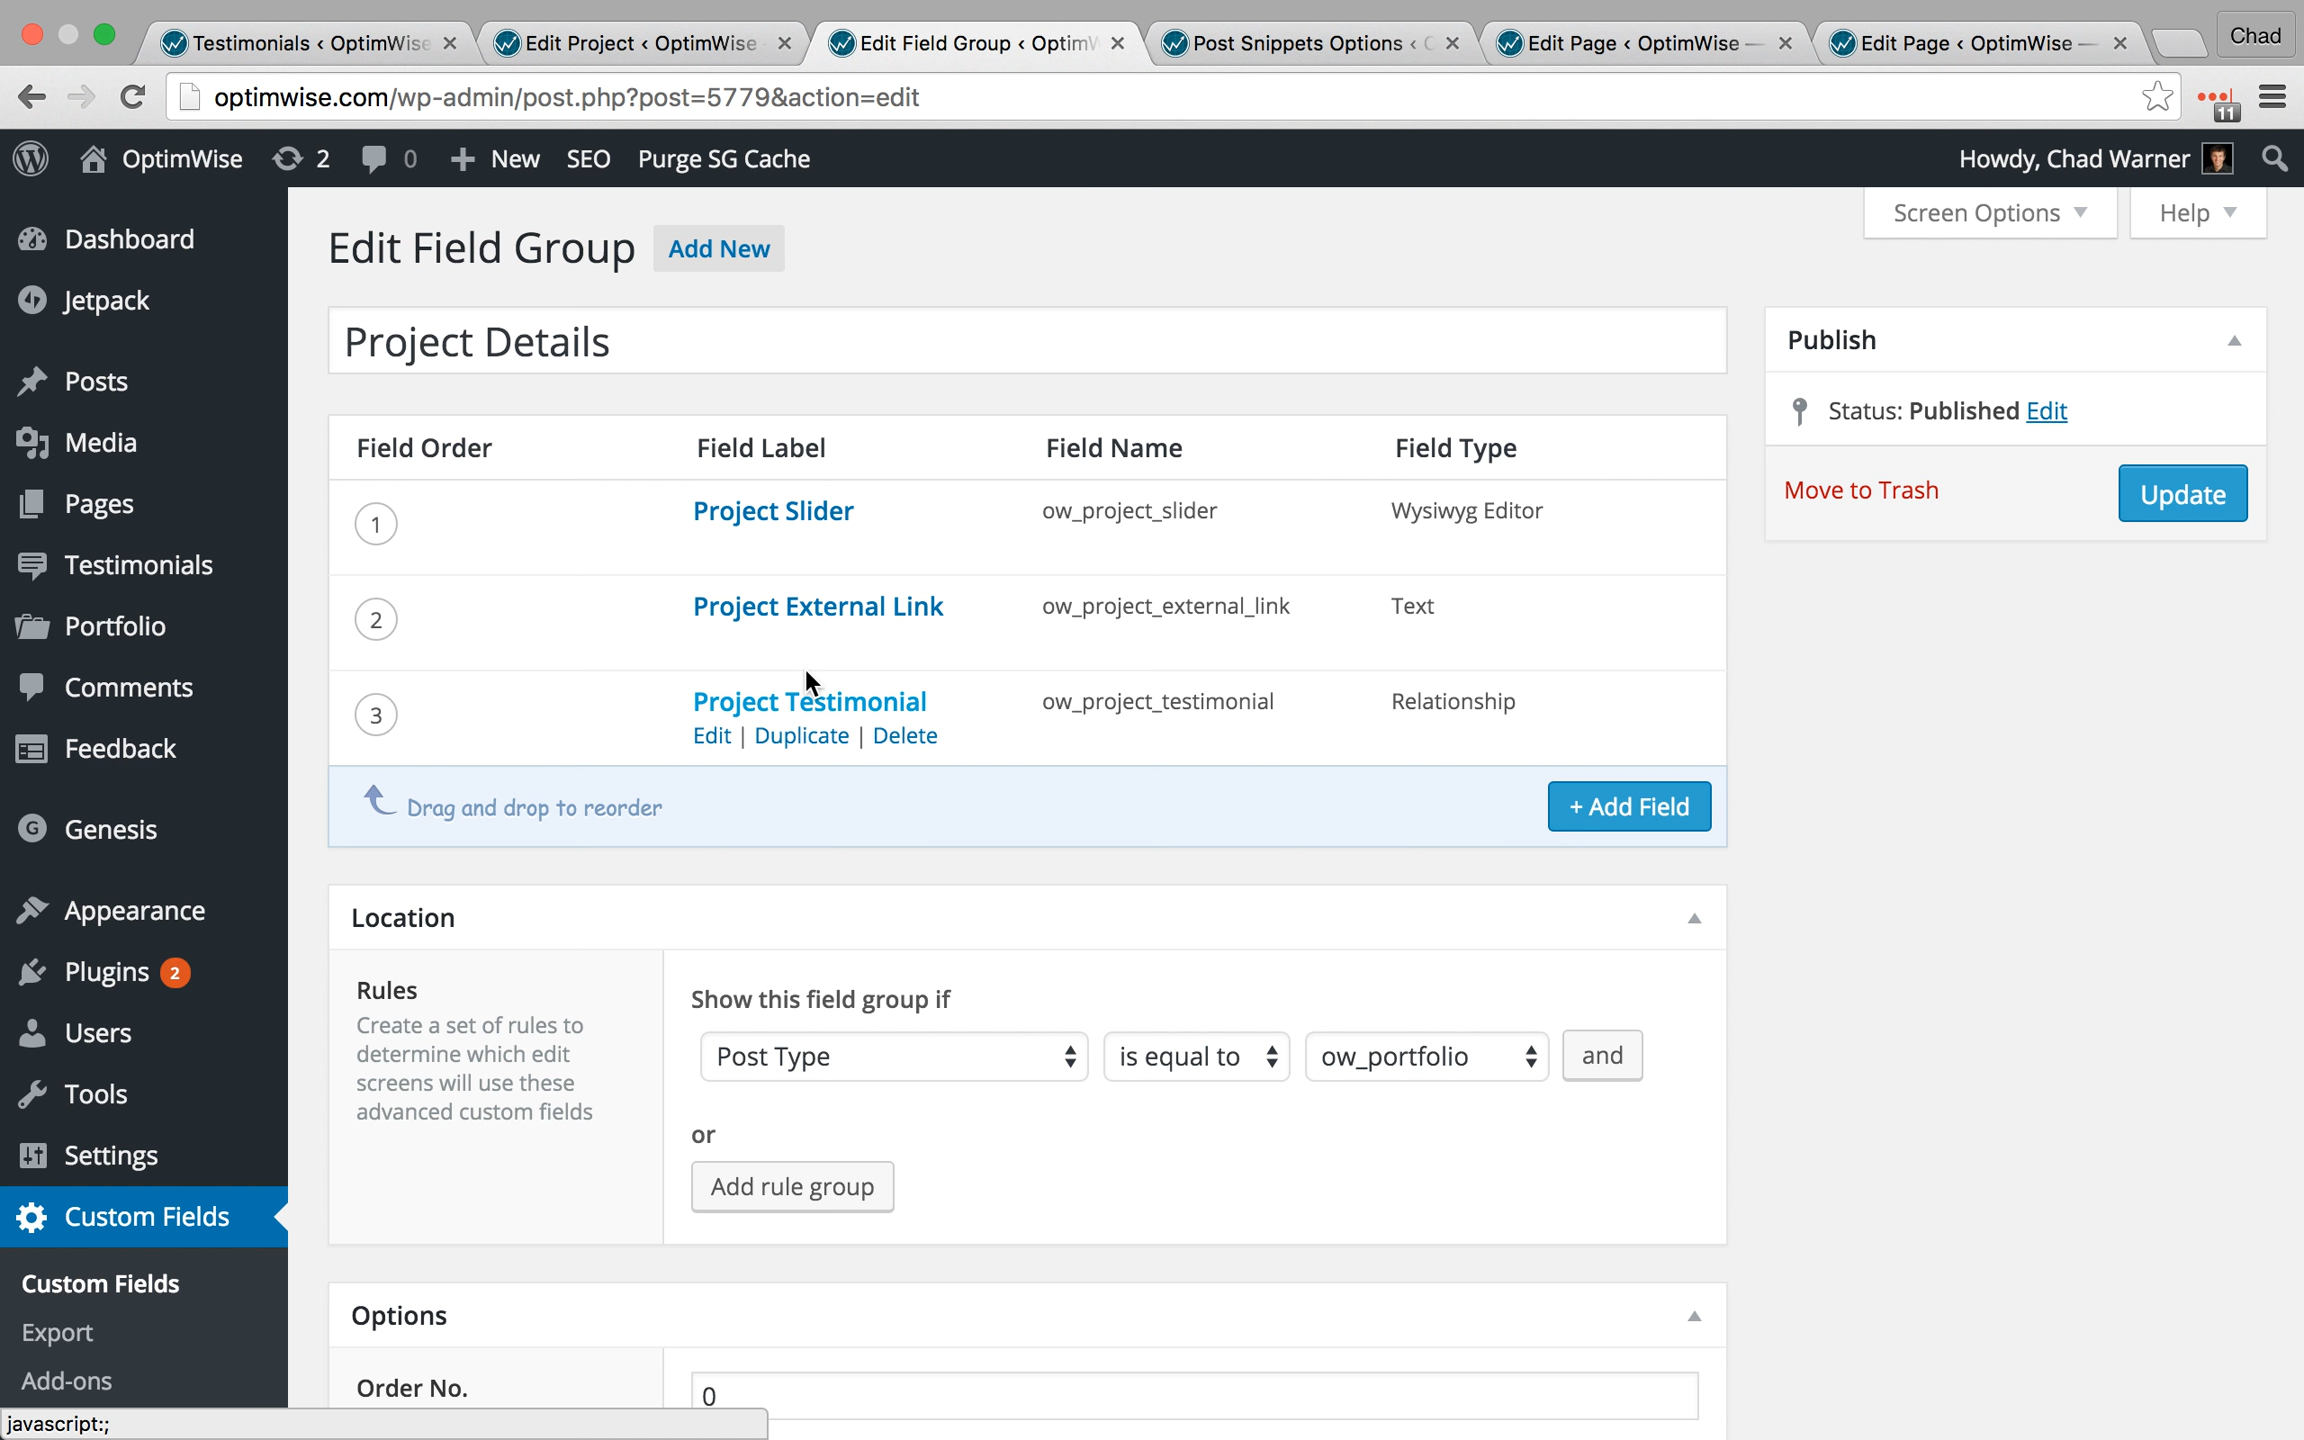 Testimonials ‹ OptimWise
Edit Project ‹ OptimWise
Edit Field Group ‹ OptimW
Post Snippets Options ‹
Edit Page ‹ OptimWise —
Edit Page ‹ OptimWise —
Chad
optimwise.com/wp-admin/post.php?post=5779&action=edit
11
OptimWise 2 0 + New SEO Purge SG Cache
Howdy, Chad Warner
Screen Options
Help
Dashboard
Jetpack
Posts
Media
Pages
Testimonials
Portfolio
Comments
Feedback
Genesis
Appearance
Plugins 2
Users
Tools
Settings
Custom Fields
Custom Fields
Export
Add-ons
Edit Field Group Add New
Project Details
Field Order Field Label Field Name Field Type
1 Project Slider ow_project_slider Wysiwyg Editor
2 Project External Link ow_project_external_link Text
3 Project Testimonial ow_project_testimonial Relationship
Edit | Duplicate | Delete
Drag and drop to reorder
+ Add Field
Location
Rules
Create a set of rules to
determine which edit
screens will use these
advanced custom fields
Show this field group if
Post Type is equal to ow_portfolio and
or
Add rule group
Options
Order No. 0
Publish
Status: Published Edit
Move to Trash
Update
javascript:;